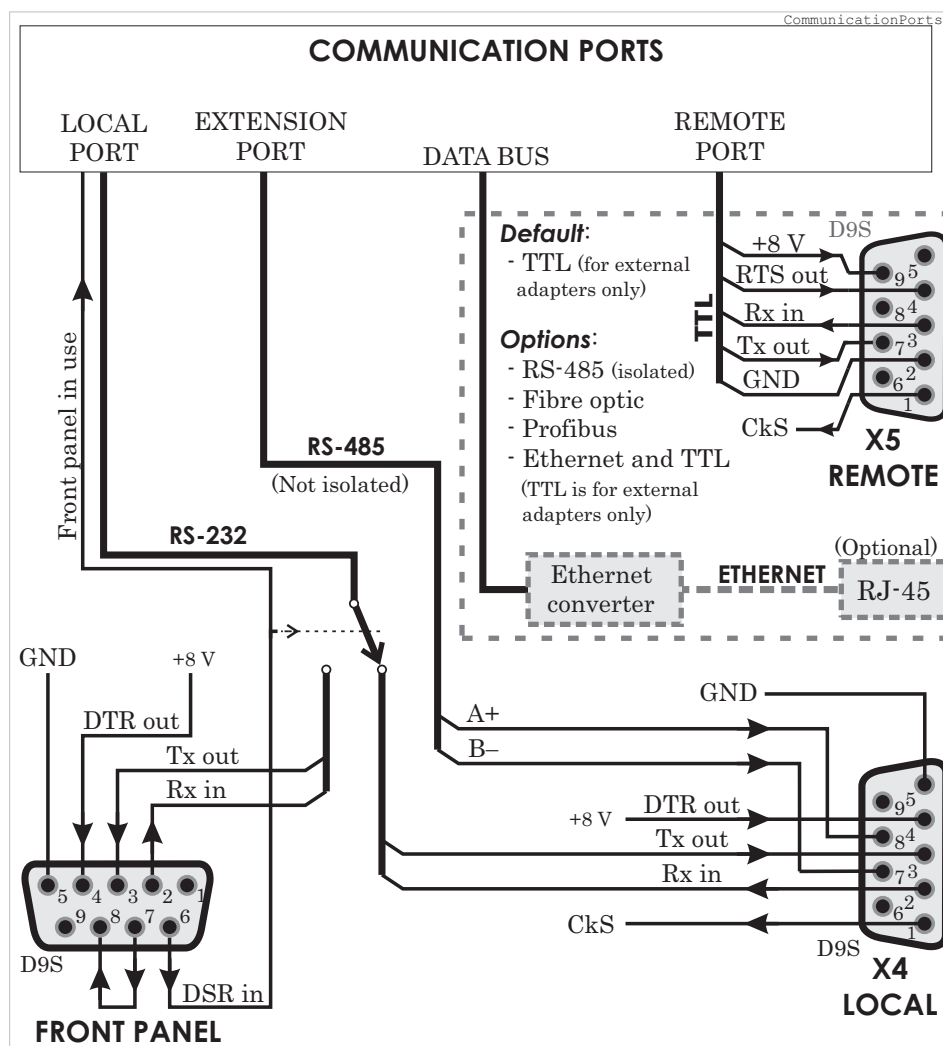 CommunicationPorts
COMMUNICATION PORTS
LOCAL
PORT
EXTENSION
PORT
DATA BUS
REMOTE
PORT
Front panel in use
Default:
- TTL (for external
adapters only)
Options:
- RS-485 (isolated)
- Fibre optic
- Profibus
- Ethernet and TTL
(TTL is for external
adapters only)
TTL
D9S
+8 V
RTS out
Rx in
Tx out
GND
CkS
9 5
8 4
7 3
6 2
1
X5
REMOTE
RS-485
(Not isolated)
RS-232
Ethernet
converter
ETHERNET
(Optional)
RJ-45
GND
+8 V
DTR out
Tx out
Rx in
5 4 3 2 1
9 8 7 6
D9S
DSR in
FRONT PANEL
GND
A+
B–
+8 V
DTR out
Tx out
Rx in
CkS
9 5
8 4
7 3
6 2
1
D9S
X4
LOCAL